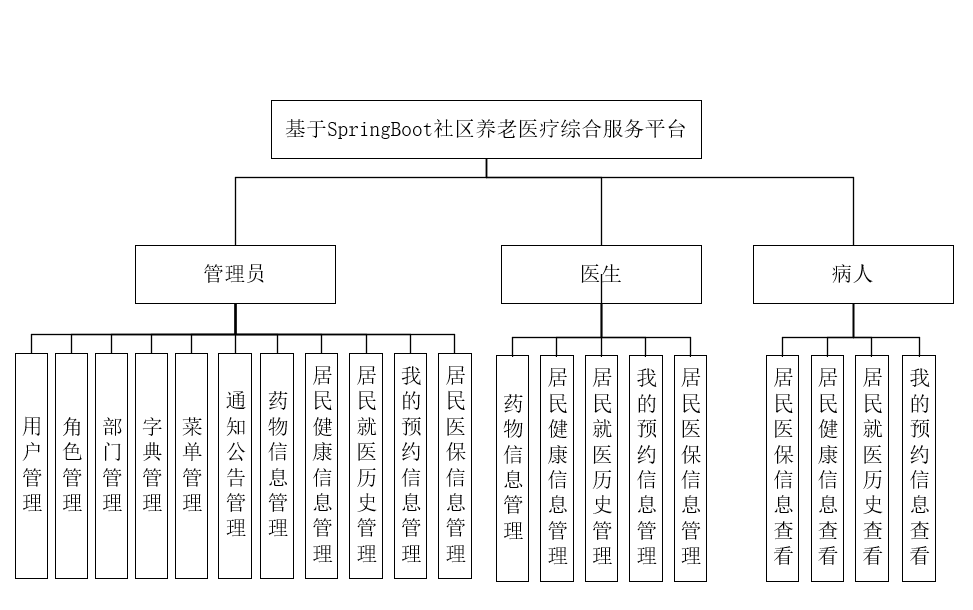 基于SpringBoot社区养老医疗综合服务平台
管理员
医生
病人
用户管理
角色管理
部门管理
字典管理
菜单管理
通知公告管理
药物信息管理
居民健康信息管理
居民就医历史管理
我的预约信息管理
居民医保信息管理
药物信息管理
居民健康信息管理
居民就医历史管理
我的预约信息管理
居民医保信息管理
居民医保信息查看
居民健康信息查看
居民就医历史查看
我的预约信息查看